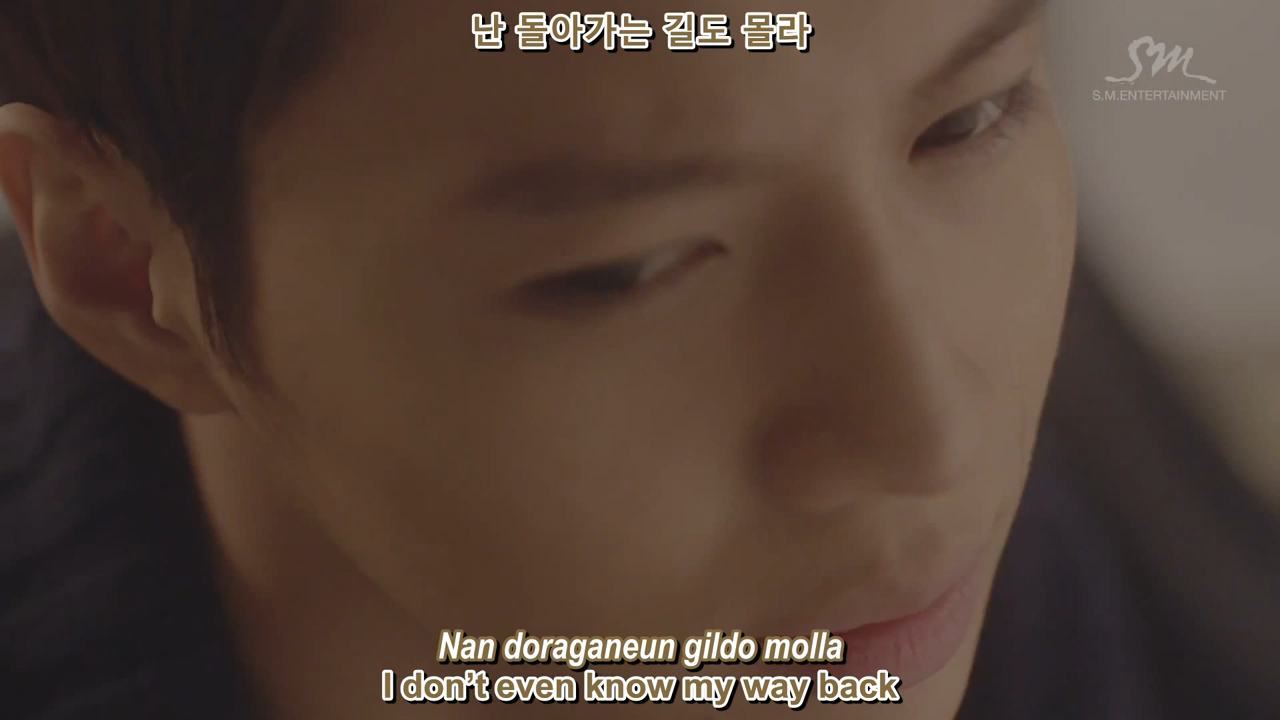 난 돌아가는 길도 몰라
SM
S.M.ENTERTAINMENT
Nan doraganeun gildo molla
I don't even know my way back